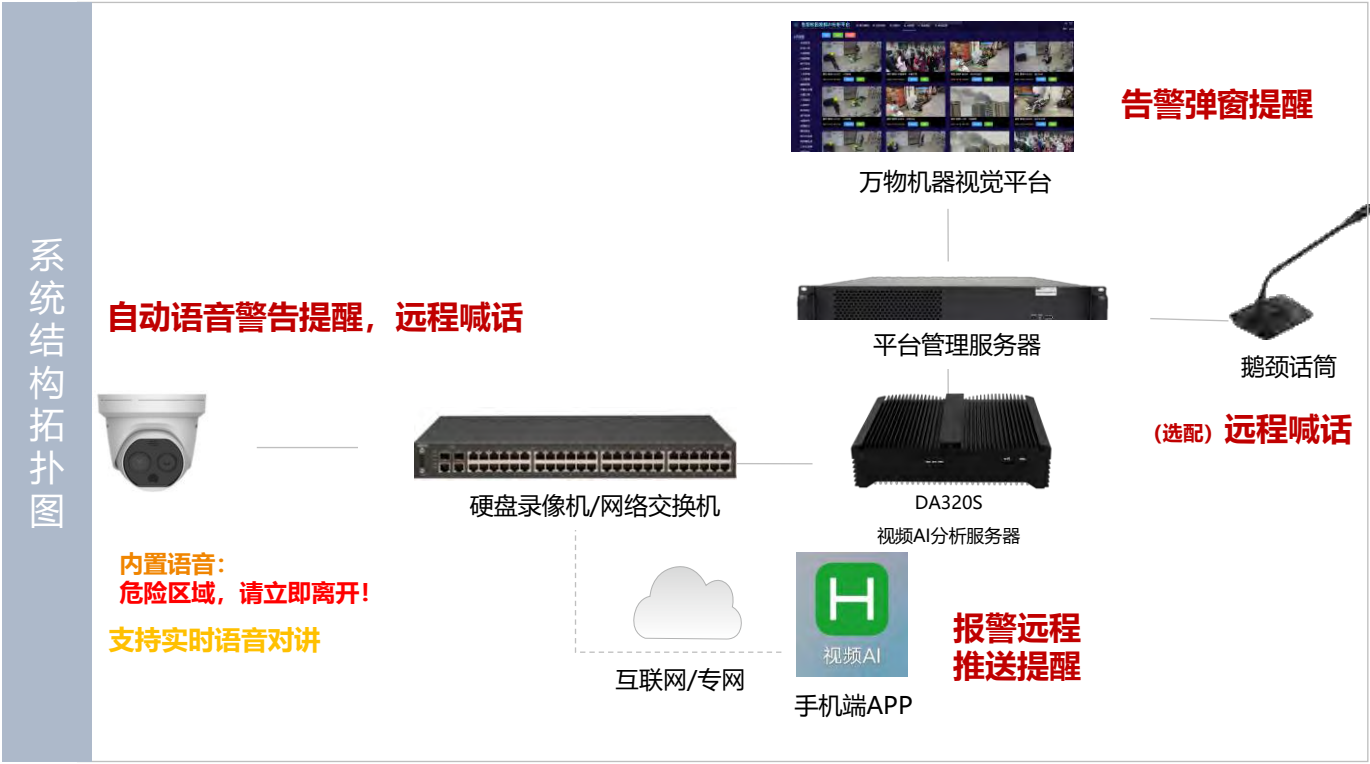 系统结构拓扑图
告警弹窗提醒
万物机器视觉平台
自动语音警告提醒，远程喊话
平台管理服务器
鹅颈话筒
（选配）远程喊话
硬盘录像机/网络交换机
DA320S
视频AI分析服务器
内置语音：
危险区域，请立即离开！
支持实时语音对讲
互联网/专网
H
视频AI
手机端APP
报警远程
推送提醒